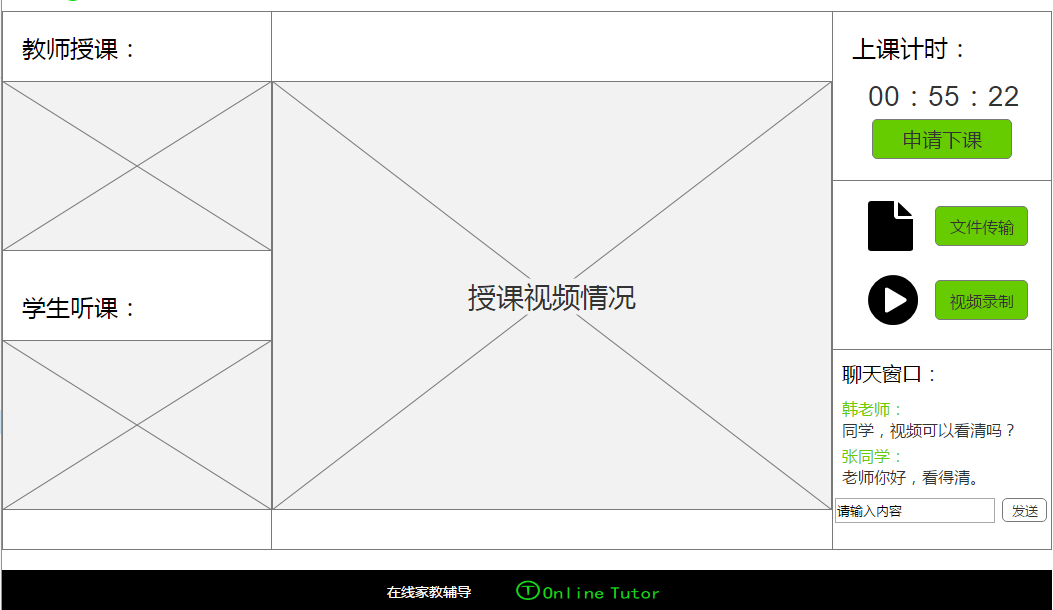 教师授课：
学生听课：
授课视频情况
上课计时：
00：55：22
申请下课
文件传输
视频录制
聊天窗口：
韩老师：
同学，视频可以看清吗？
张同学：
老师你好，看得清。
请输入内容
发送
在线家教辅导
T Online Tutor